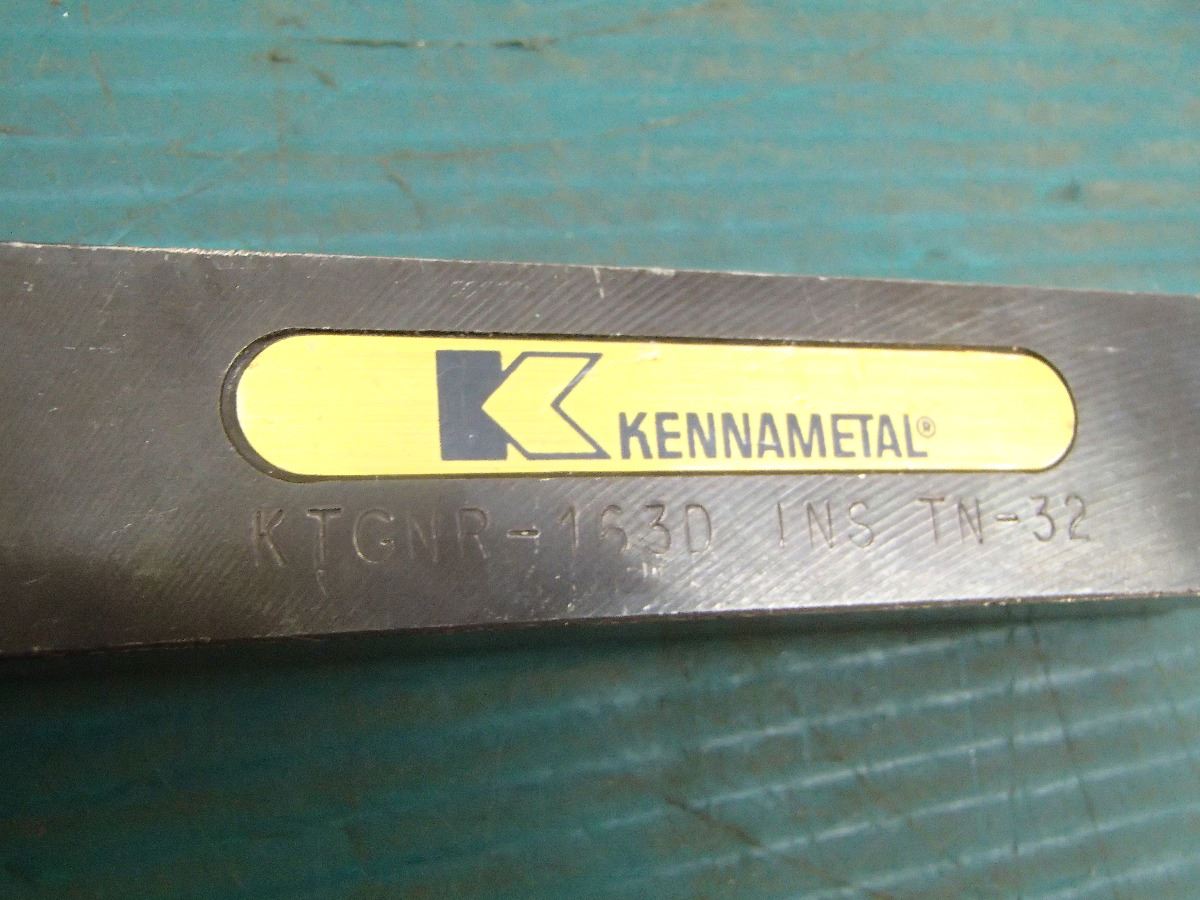 K KENNAMETAL®
KTGNR-163D INS TN-32